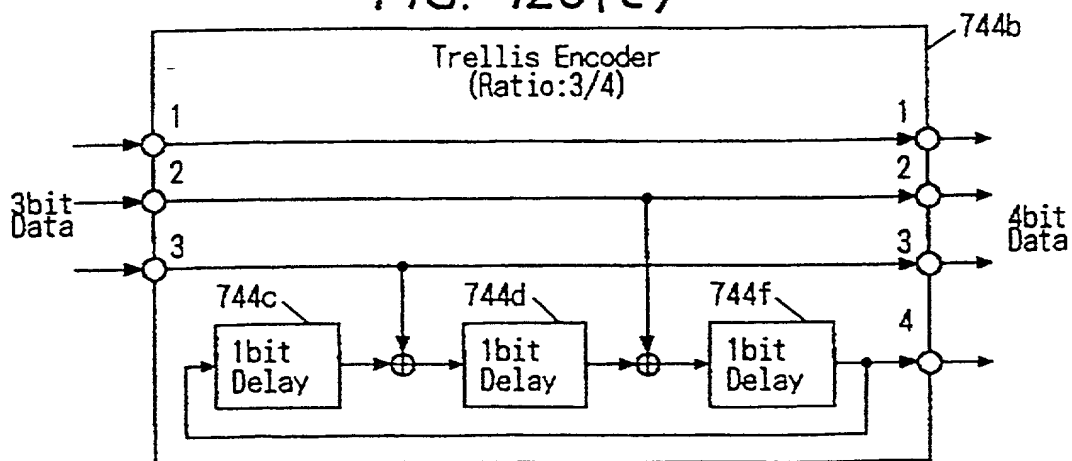 FIG.
744b
Trellis Encoder
(Ratio:3/4)
1
1
2
2
3bit
Data
4bit
Data
3
3
744c
744d
744f
4
1bit
Delay
1bit
Delay
1bit
Delay